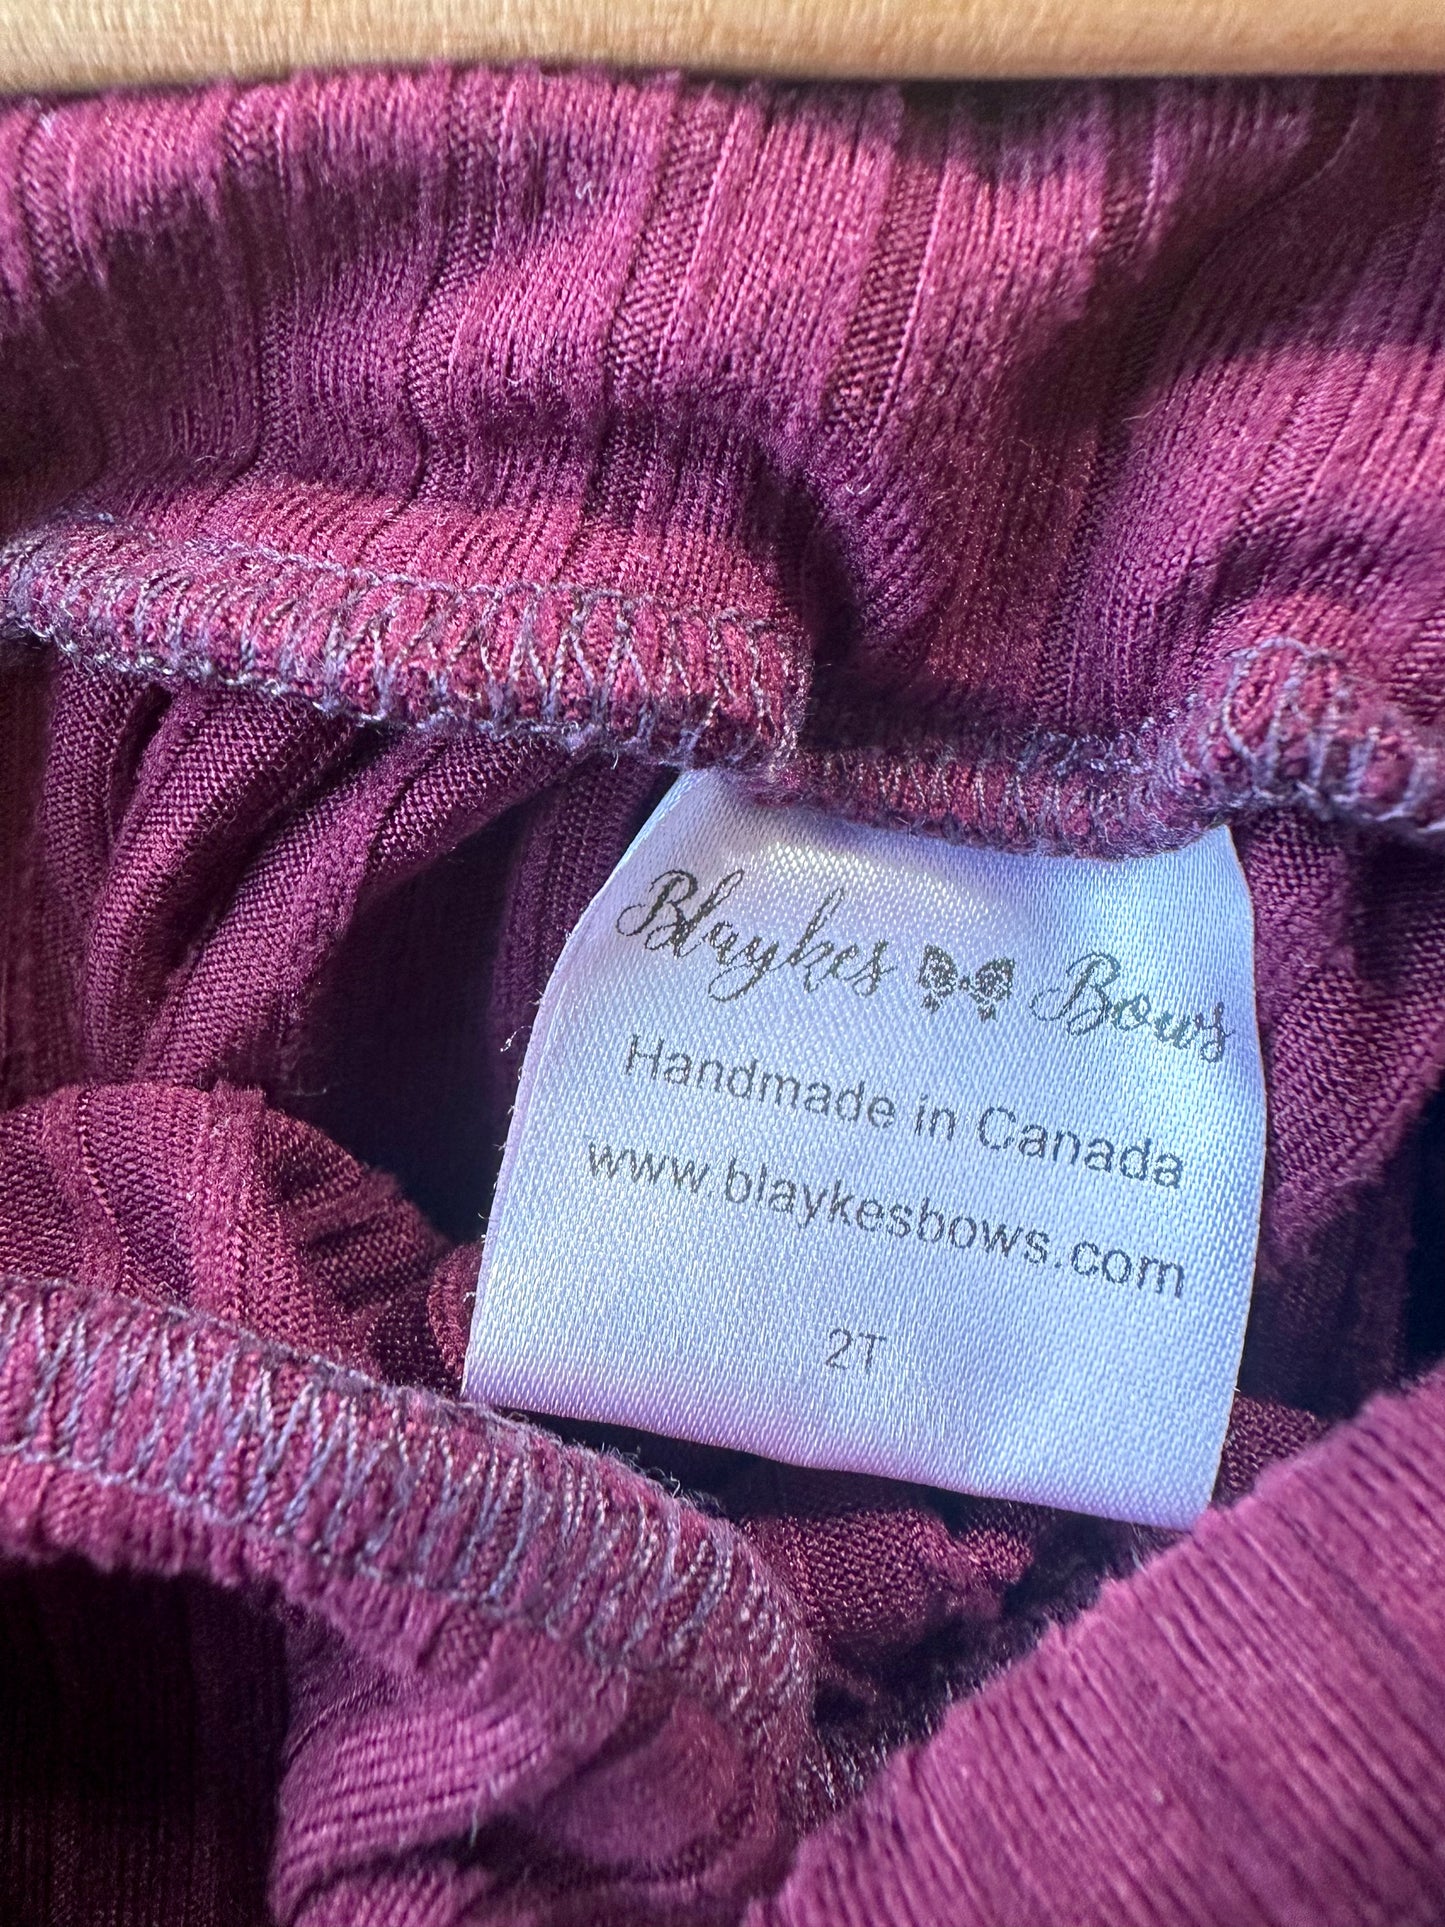 Blaykes Bows
Handmade in Canada
www.blaykesbows.com
2T